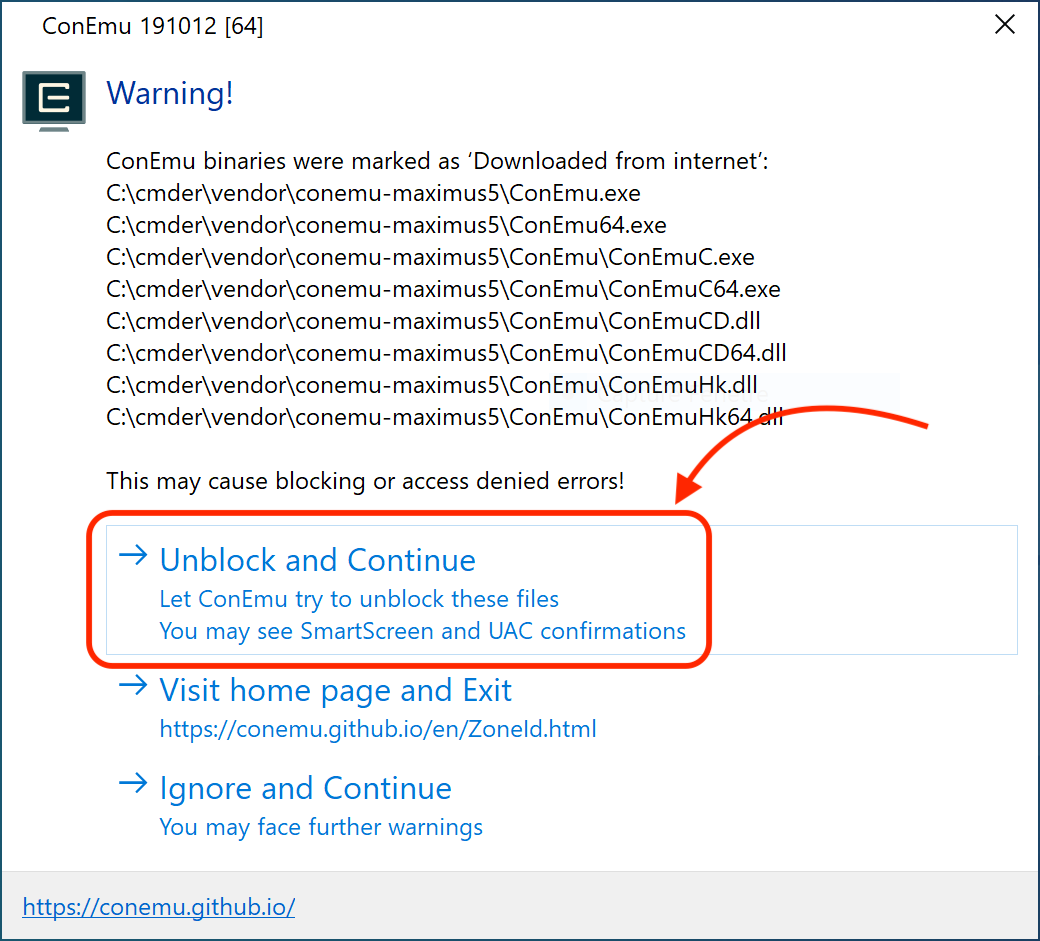 ConEmu 191012 [64]
Warning!
ConEmu binaries were marked as ‘Downloaded from internet’:
C:\cmder\vendor\conemu-maximus5\ConEmu.exe
C:\cmder\vendor\conemu-maximus5\ConEmu64.exe
C:\cmder\vendor\conemu-maximus5\ConEmu\ConEmuC.exe
C:\cmder\vendor\conemu-maximus5\ConEmu\ConEmuC64.exe
C:\cmder\vendor\conemu-maximus5\ConEmu\ConEmuCD.dll
C:\cmder\vendor\conemu-maximus5\ConEmu\ConEmuCD64.dll
C:\cmder\vendor\conemu-maximus5\ConEmu\ConEmuHk.dll
C:\cmder\vendor\conemu-maximus5\ConEmu\ConEmuHk64.dll
This may cause blocking or access denied errors!
Unblock and Continue
Let ConEmu try to unblock these files
You may see SmartScreen and UAC confirmations
Visit home page and Exit
https://conemu.github.io/en/ZoneId.html
Ignore and Continue
You may face further warnings
https://conemu.github.io/